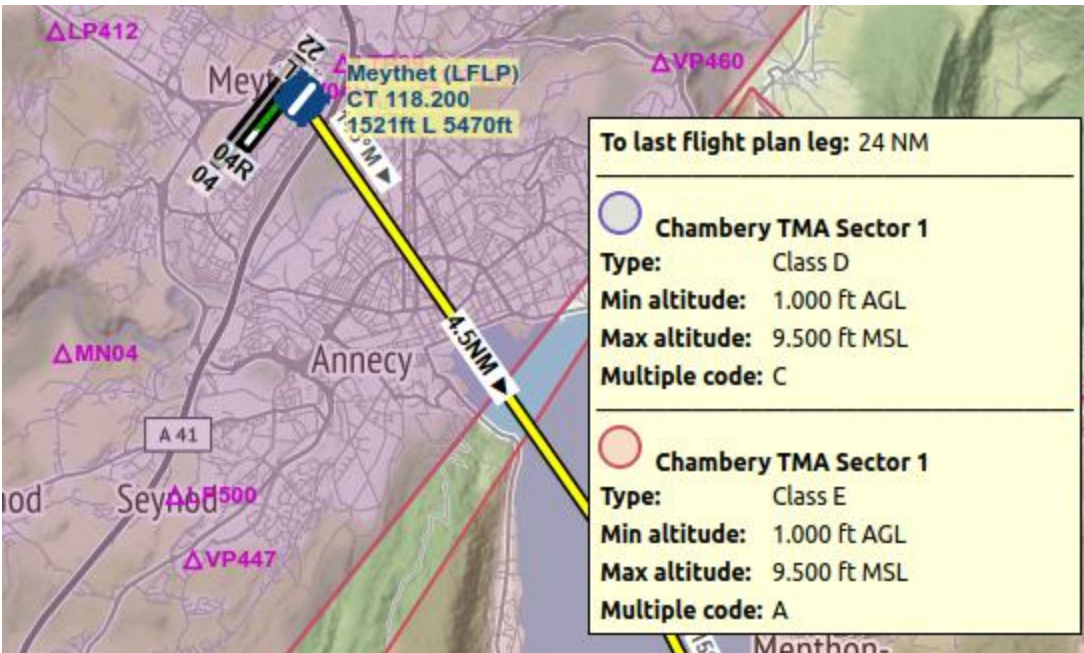 △LP412
22
Meythet (LFLP)
CT 118.200
1521ft L 5470ft
△VP460
04R
04
°M ▶
To last flight plan leg: 24 NM
Chambery TMA Sector 1
Type: Class D
Min altitude: 1.000 ft AGL
Max altitude: 9.500 ft MSL
Multiple code: C
Chambery TMA Sector 1
Type: Class E
Min altitude: 1.000 ft AGL
Max altitude: 9.500 ft MSL
Multiple code: A
4.5NM ▶
△MN04
Annecy
A 41
Seynod
500
△VP447
Menthon-